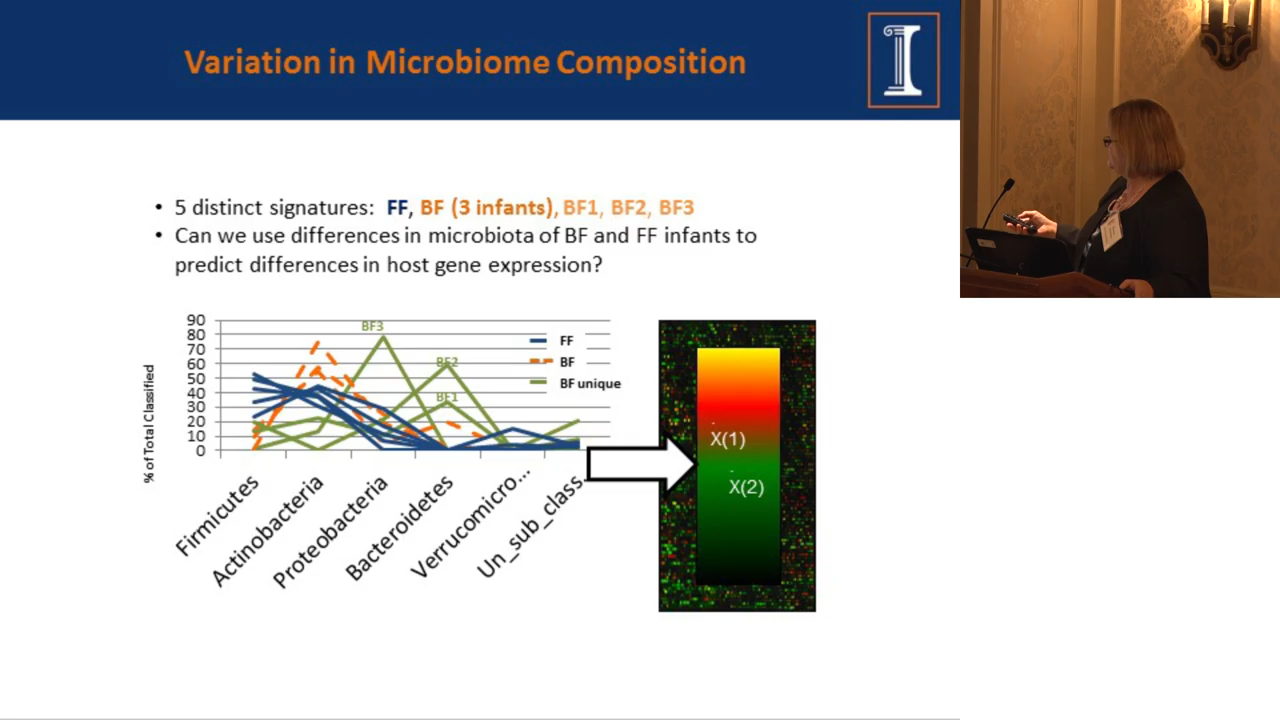 Variation in Microbiome Composition
• 5 distinct signatures: FF, BF (3 infants), BF1, BF2, BF3
• Can we use differences in microbiota of BF and FF infants to
predict differences in host gene expression?
% of Total Classified
90
80
70
60
50
40
30
20
10
0
BF3
BF2
BF1
FF
BF
BF unique
Firmicutes
Actinobacteria
Proteobacteria
Bacteroidetes
Verrucomicro...
Un_sub_class.
X(1)
X(2)